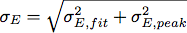 σ_E = √(σ²_{E,fit} + σ²_{E,peak})